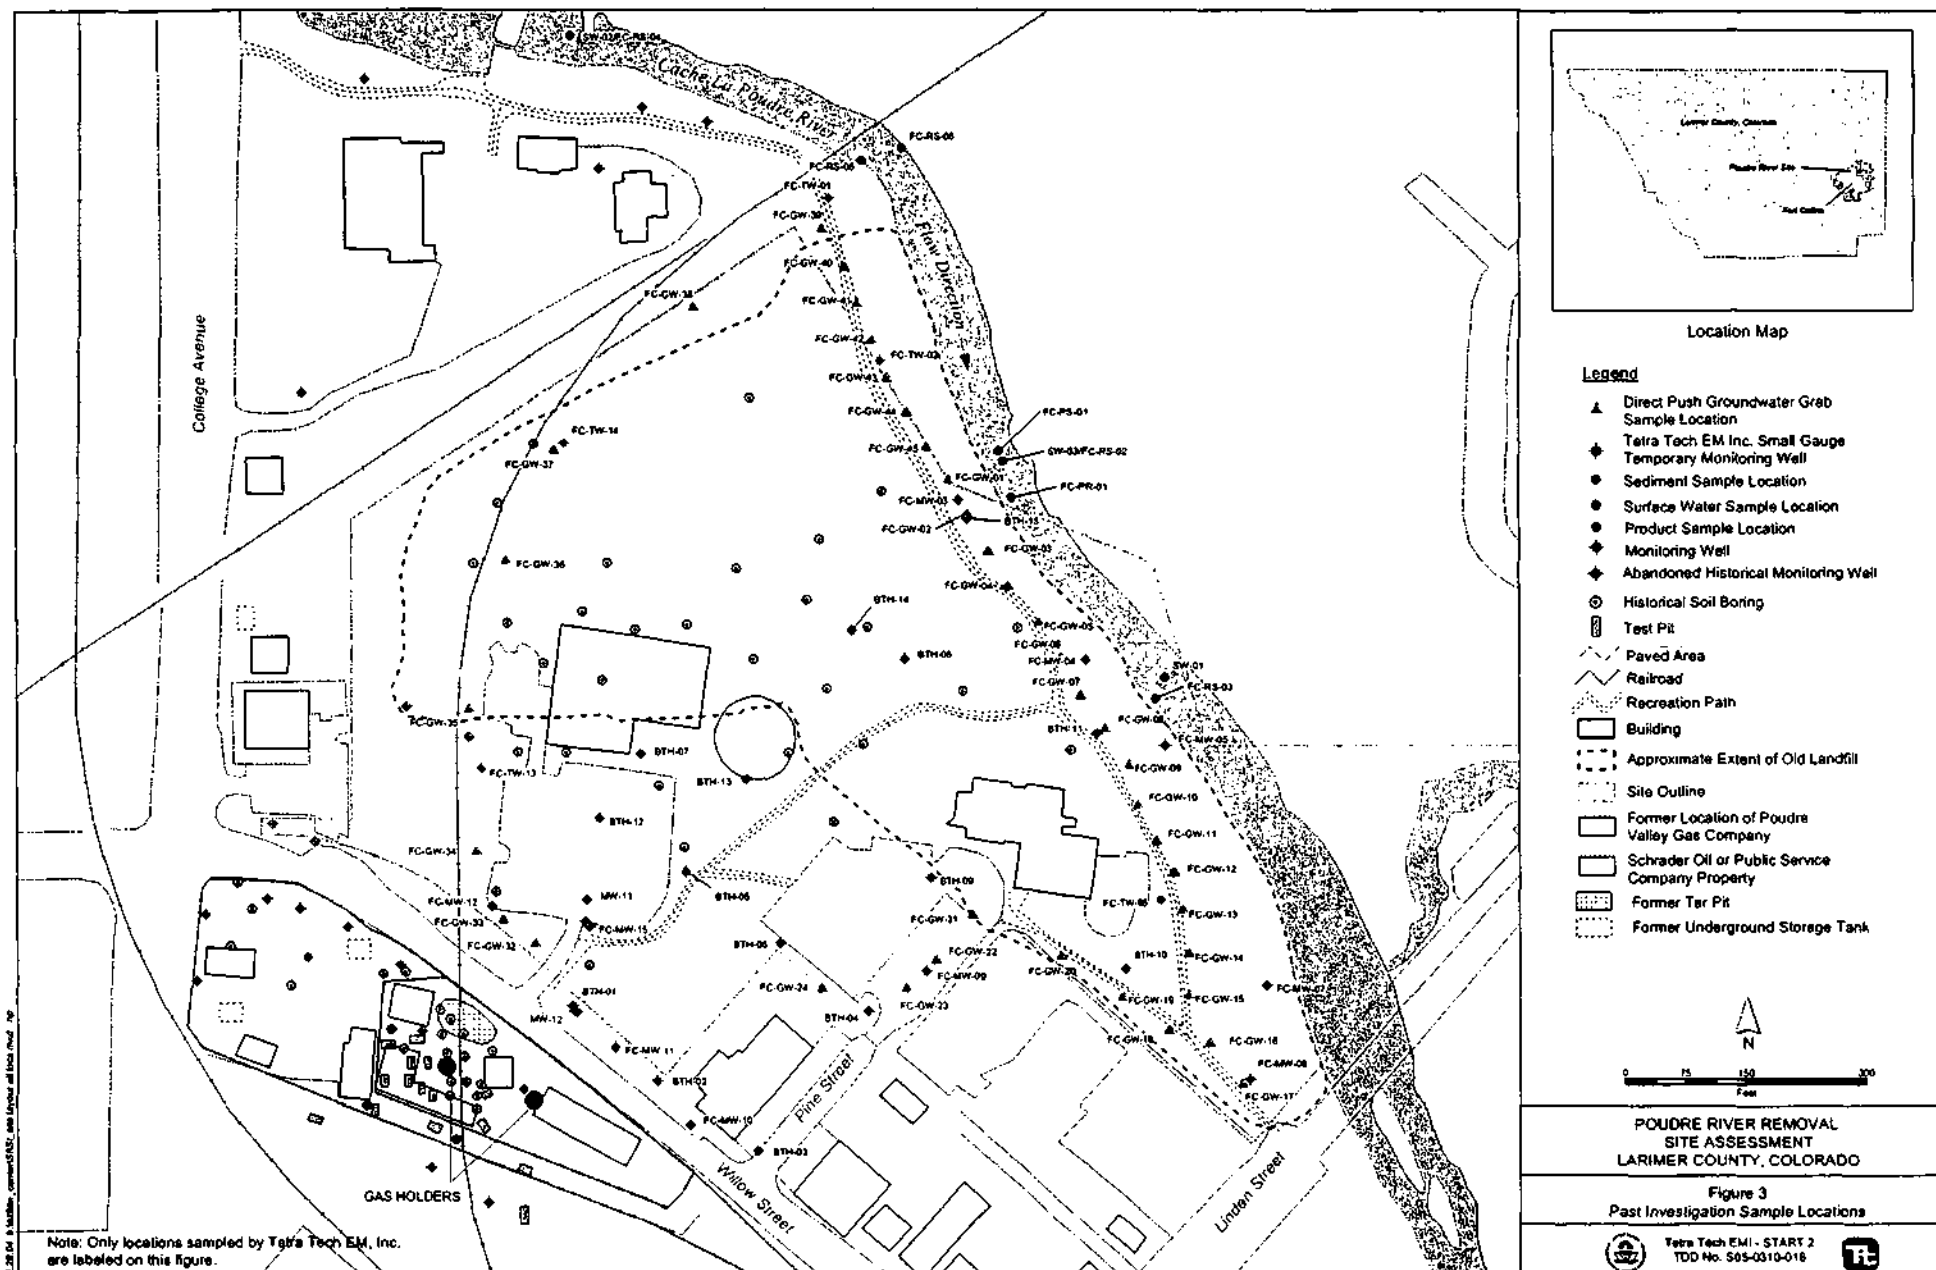 SW-02/FC-RS-04
Cache La Poudre River
FC-RS-06
FC-RS-05
FC-TW-01
FC-GW-39
FC-GW-40
Flow Direction
FC-GW-38
FC-GW-41
FC-GW-42
FC-TW-02
FC-GW-43
College Avenue
FC-GW-44
FC-PS-01
FC-TW-14
FC-GW-45
SW-03/FC-RS-02
FC-GW-37
FC-GW-01
FC-PR-01
FC-MW-03
FC-GW-02
BTH-15
FC-GW-03
FC-GW-36
FC-GW-04
BTH-14
FC-GW-05
FC-GW-06
BTH-08
FC-MW-04
SW-01
FC-GW-07
FC-RS-03
FC-GW-35
BTH-11
FC-GW-08
FC-MW-05
BTH-07
FC-GW-09
FC-TW-13
BTH-13
FC-GW-10
BTH-12
FC-GW-11
FC-GW-34
FC-GW-12
BTH-09
FC-MW-12
MW-11
BTH-05
FC-TW-05
FC-GW-33
FC-GW-21
FC-GW-13
FC-MW-15
FC-GW-32
BTH-06
FC-GW-22
FC-GW-20
BTH-10
FC-GW-14
FC-MW-09
FC-GW-24
FC-GW-23
FC-GW-19
FC-GW-15
FC-MW-07
BTH-01
MW-12
BTH-04
FC-GW-18
FC-GW-16
FC-MW-11
FC-MW-08
BTH-02
Pine Street
FC-GW-17
FC-MW-10
BTH-03
Willow Street
Linden Street
GAS HOLDERS
Note: Only locations sampled by Tetra Tech EM, Inc.
are labeled on this figure.
Larimer County, Colorado
Poudre River Site
Fort Collins
Location Map
Legend
Direct Push Groundwater Grab
Sample Location
Tetra Tech EM Inc. Small Gauge
Temporary Monitoring Well
Sediment Sample Location
Surface Water Sample Location
Product Sample Location
Monitoring Well
Abandoned Historical Monitoring Well
Historical Soil Boring
Test Pit
Paved Area
Railroad
Recreation Path
Building
Approximate Extent of Old Landfill
Site Outline
Former Location of Poudre
Valley Gas Company
Schrader Oil or Public Service
Company Property
Former Tar Pit
Former Underground Storage Tank
N
0 75 150 300
Feet
POUDRE RIVER REMOVAL
SITE ASSESSMENT
LARIMER COUNTY, COLORADO
Figure 3
Past Investigation Sample Locations
Tetra Tech EMI - START 2
TDD No. S05-0310-016
Tt